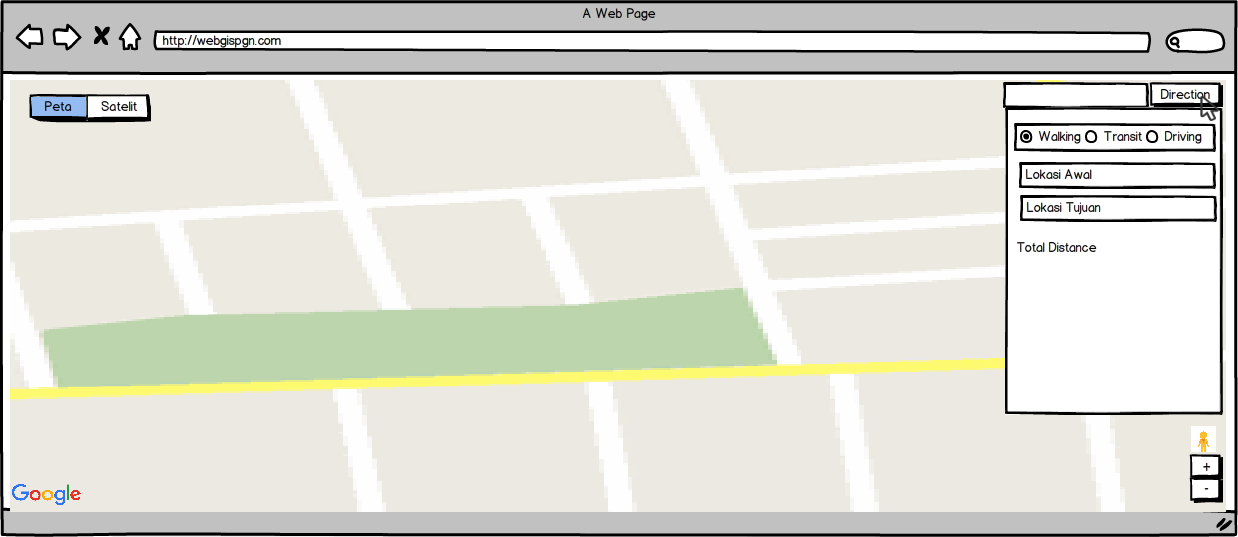 A Web Page
http://webgispgn.com
Peta Satelit
Direction
Walking Transit Driving
Lokasi Awal
Lokasi Tujuan
Total Distance
+
-
Google